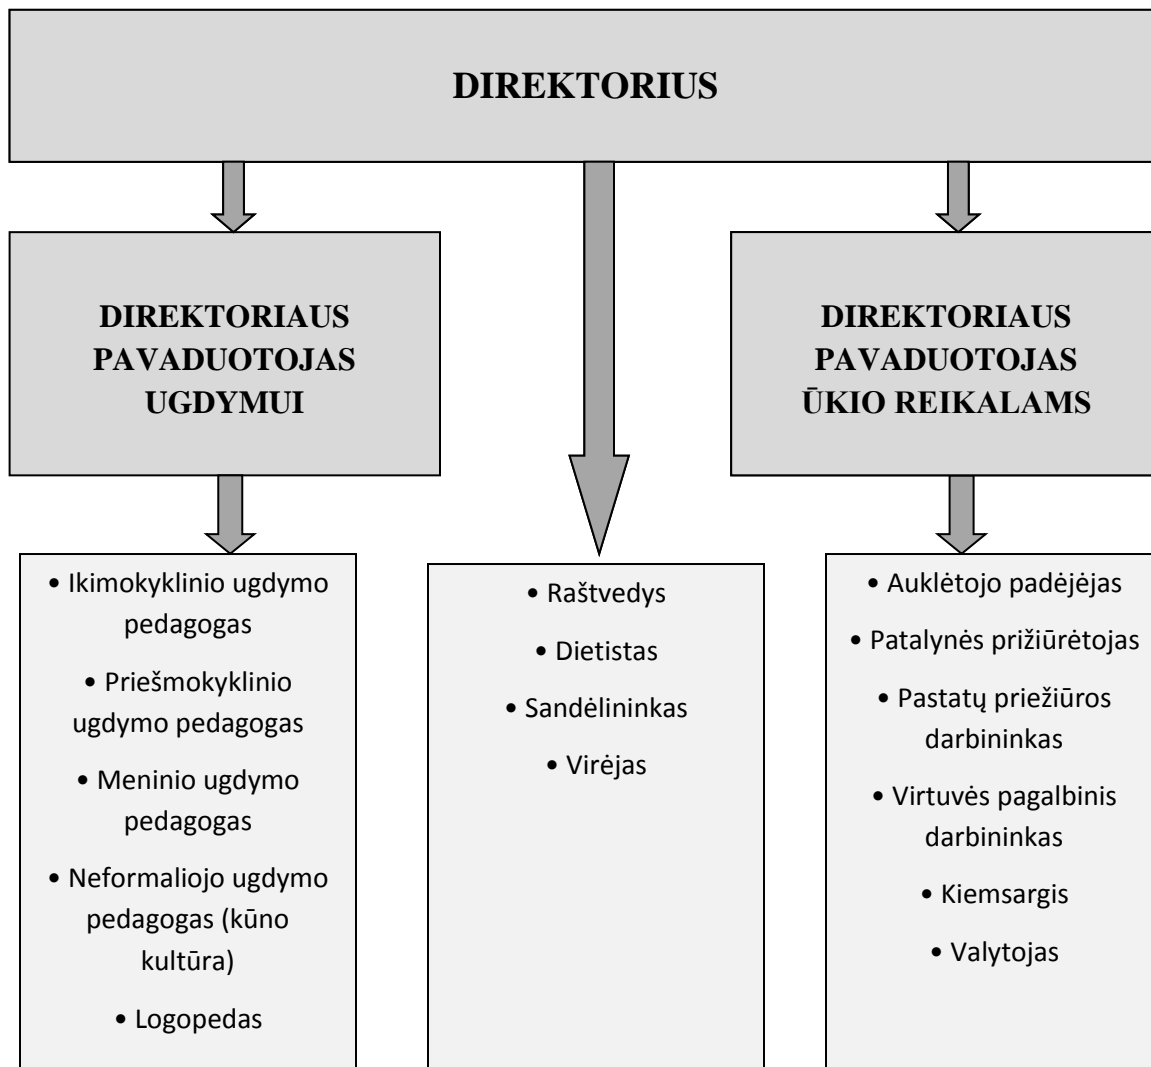 DIREKTORIUS
DIREKTORIAUS
PAVADUOTOJAS
UGDYMUI
DIREKTORIAUS
PAVADUOTOJAS
ŪKIO REIKALAMS
• Ikimokyklinio ugdymo
pedagogas
• Priešmokyklinio
ugdymo pedagogas
• Meninio ugdymo
pedagogas
• Neformaliojo ugdymo
pedagogas (kūno
kultūra)
• Logopedas
• Raštvedys
• Dietistas
• Sandėlininkas
• Virėjas
• Auklėtojo padėjėjas
• Patalynės prižiūrėtojas
• Pastatų priežiūros
darbininkas
• Virtuvės pagalbinis
darbininkas
• Kiemsargis
• Valytojas